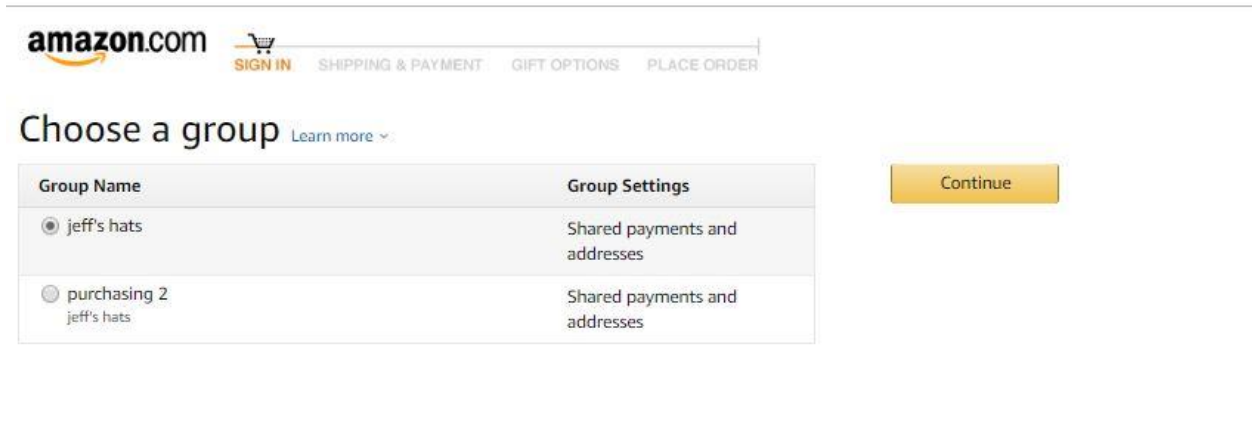 amazon.com
SIGN IN SHIPPING & PAYMENT GIFT OPTIONS PLACE ORDER
Choose a group Learn more
Group Name Group Settings
Continue
jeff's hats Shared payments and
addresses
purchasing 2 Shared payments and
jeff's hats addresses